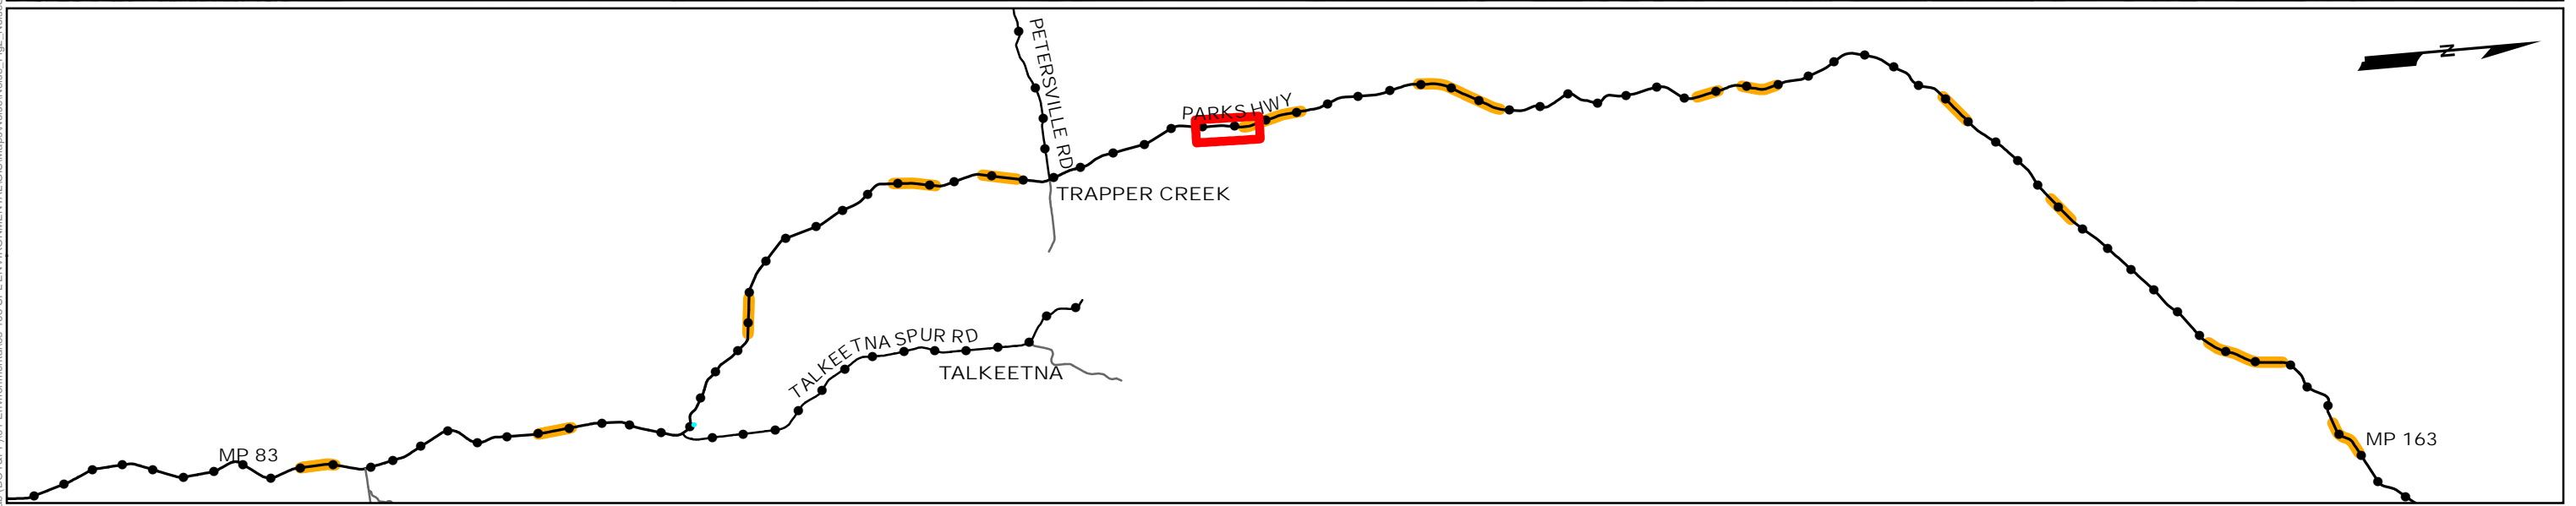 PETERSVILLE RD
PARKS HWY
N
TRAPPER CREEK
TALKEETNA SPUR RD
TALKEETNA
MP 83
MP 163